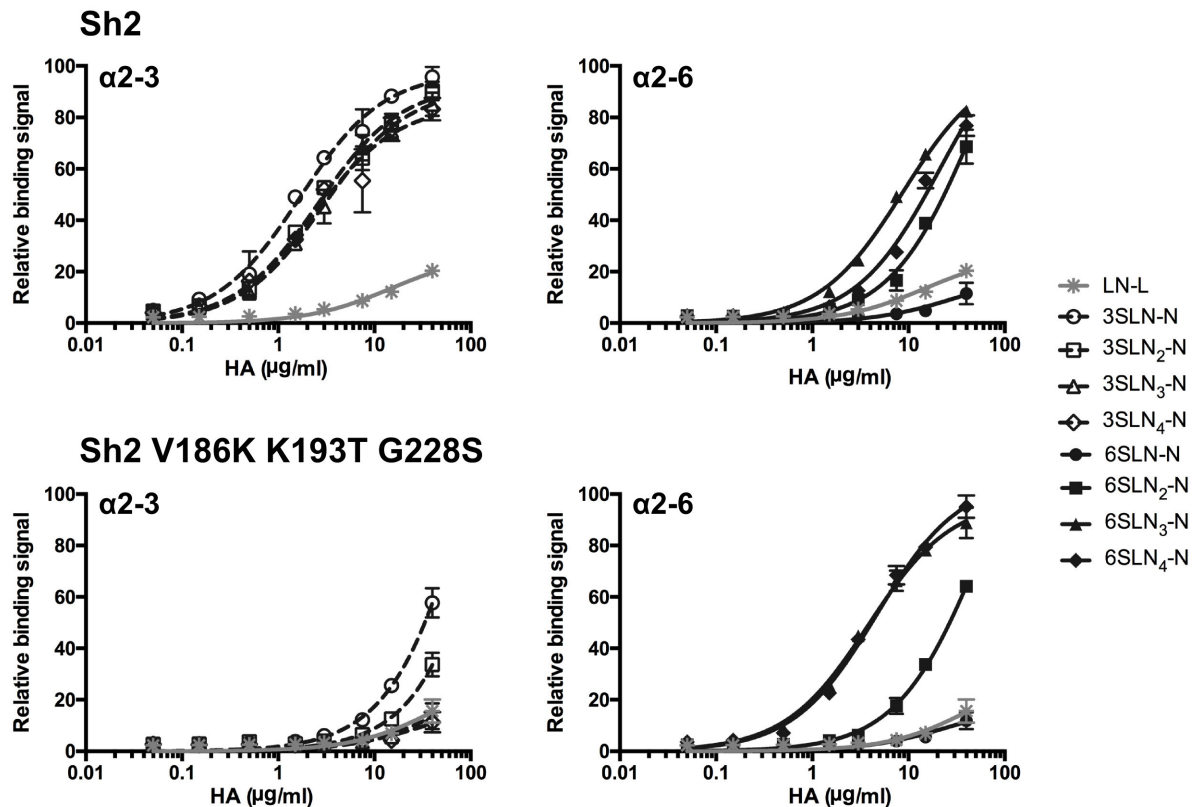 Sh2
α2-3
Relative binding signal
100
80
60
40
20
0
0.01 0.1 1 10 100
HA (µg/ml)
α2-6
Relative binding signal
100
80
60
40
20
0
0.01 0.1 1 10 100
HA (µg/ml)
Sh2 V186K K193T G228S
α2-3
Relative binding signal
100
80
60
40
20
0
0.01 0.1 1 10 100
HA (µg/ml)
α2-6
Relative binding signal
100
80
60
40
20
0
0.01 0.1 1 10 100
HA (µg/ml)
LN-L
3SLN-N
3SLN₂-N
3SLN₃-N
3SLN₄-N
6SLN-N
6SLN₂-N
6SLN₃-N
6SLN₄-N